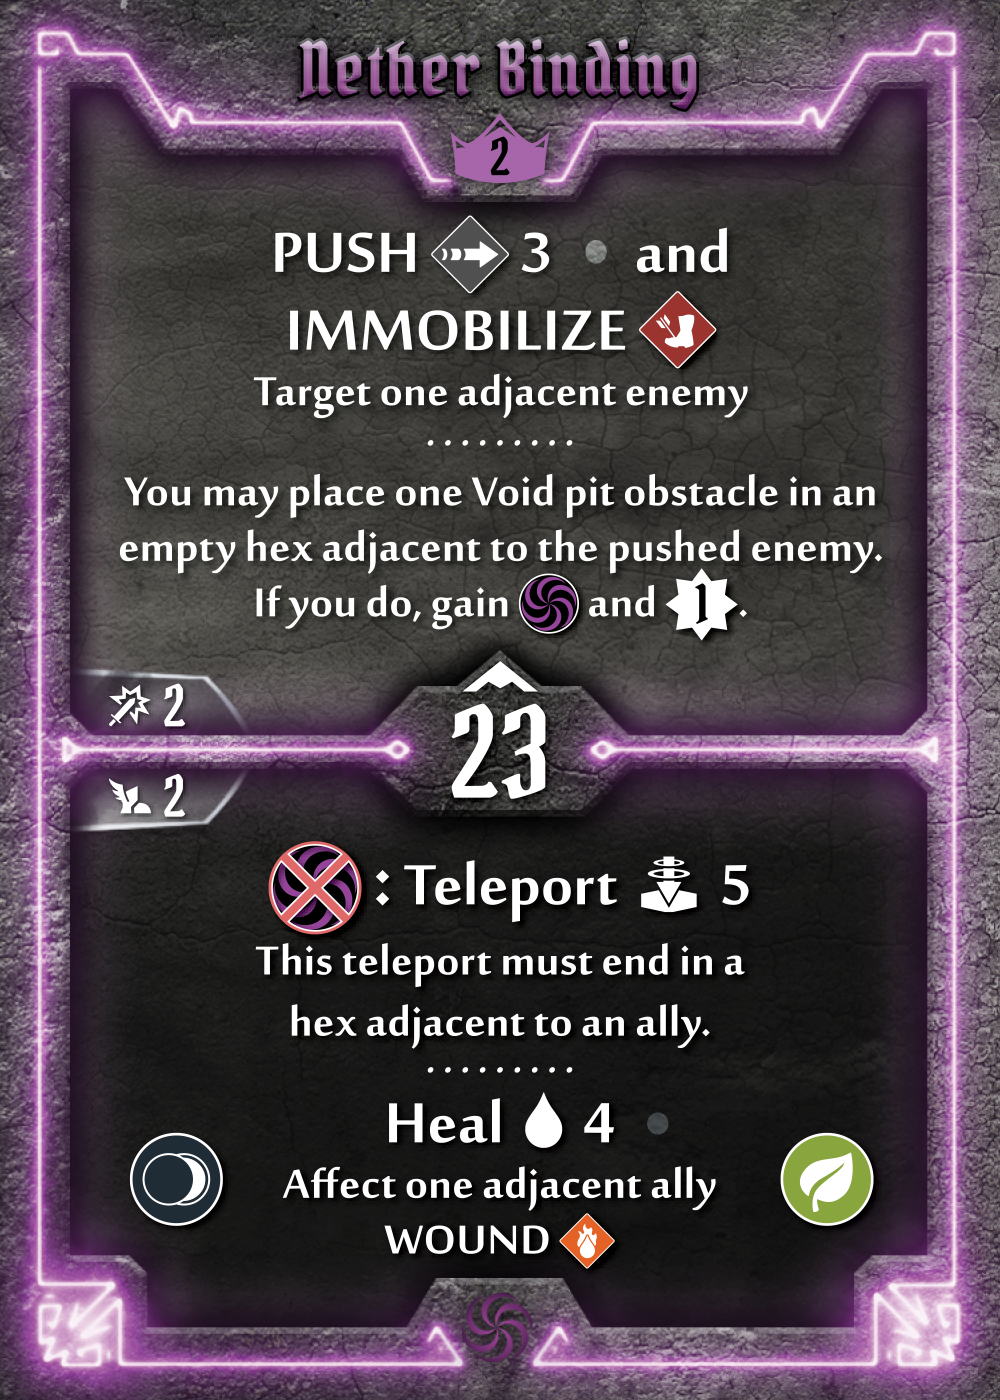 Nether Binding
2
PUSH 3 and
IMMOBILIZE
Target one adjacent enemy
.........
You may place one Void pit obstacle in an
empty hex adjacent to the pushed enemy.
If you do, gain and 1.
2
23
2
: Teleport 5
This teleport must end in a
hex adjacent to an ally.
.........
Heal 4
Affect one adjacent ally
WOUND